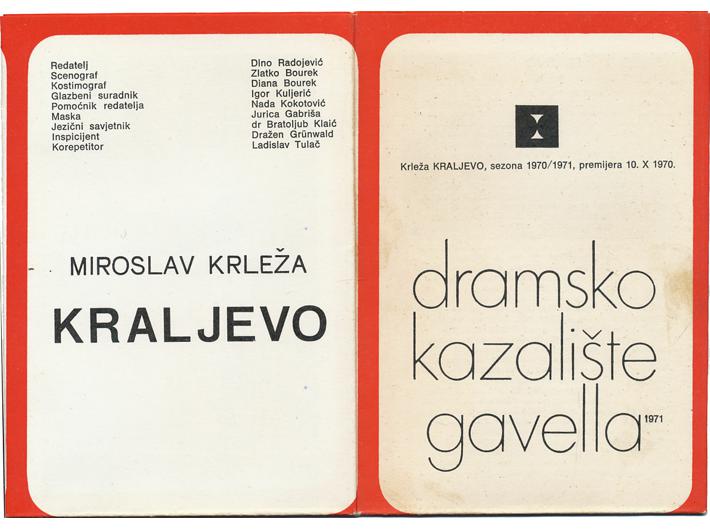 Redatelj Dino Radojević
Scenograf Zlatko Bourek
Kostimograf Diana Bourek
Glazbeni suradnik Igor Kuljerić
Pomoćnik redatelja Nada Kokotović
Maska Jurica Gabriša
Jezični savjetnik dr Bratoljub Klaić
Inspicijent Dražen Grünwald
Korepetitor Ladislav Tulač
MIROSLAV KRLEŽA
KRALJEVO
Krleža KRALJEVO, sezona 1970/1971, premijera 10. X 1970.
dramsko
kazalište
gavella 1971